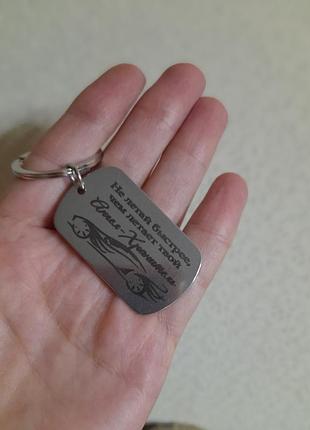 Не летай быстрее,
чем летает твой
Ангел-Хранитель